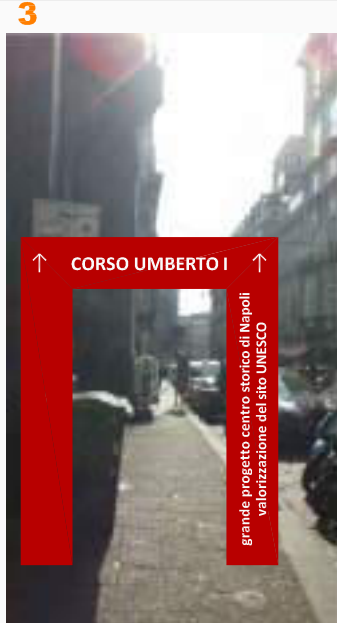 3
↑ CORSO UMBERTO I ↑
grande progetto centro storico di Napoli
valorizzazione del sito UNESCO